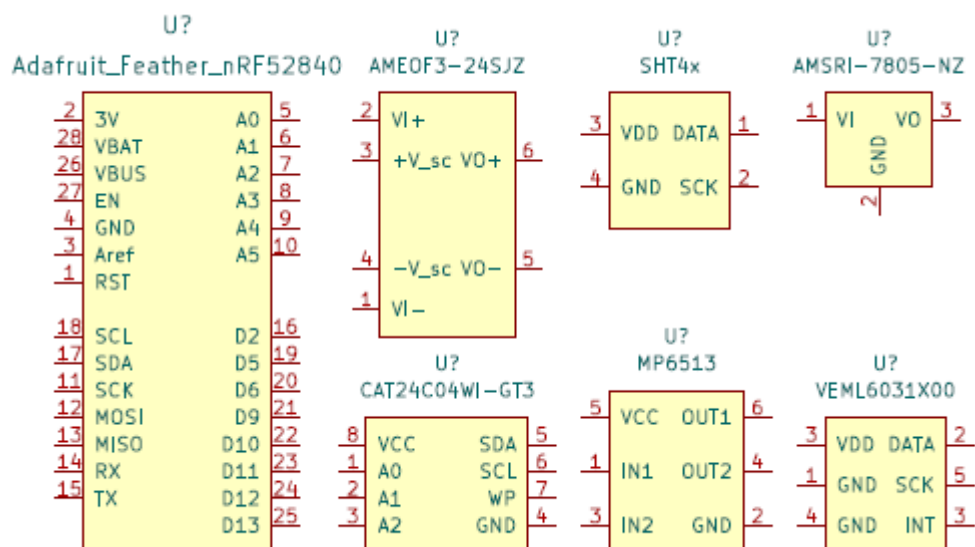 U?
Adafruit_Feather_nRF52840
2 3V A0 5
28 VBAT A1 6
26 VBUS A2 7
27 EN A3 8
4 GND A4 9
3 Aref A5 10
1 RST
18 SCL D2 16
17 SDA D5 19
11 SCK D6 20
12 MOSI D9 21
13 MISO D10 22
14 RX D11 23
15 TX D12 24
D13 25
U?
AMEOF3-24SJZ
2 VI+
3 +V_sc VO+ 6
4 -V_sc VO- 5
1 VI-
U?
SHT4x
3 VDD DATA 1
4 GND SCK 2
U?
AMSRI-7805-NZ
1 VI VO 3
GND
2
U?
CAT24C04WI-GT3
8 VCC SDA 5
1 A0 SCL 6
2 A1 WP 7
3 A2 GND 4
U?
MP6513
5 VCC OUT1 6
1 IN1 OUT2 4
3 IN2 GND 2
U?
VEML6031X00
3 VDD DATA 2
1 GND SCK 5
4 GND INT 3